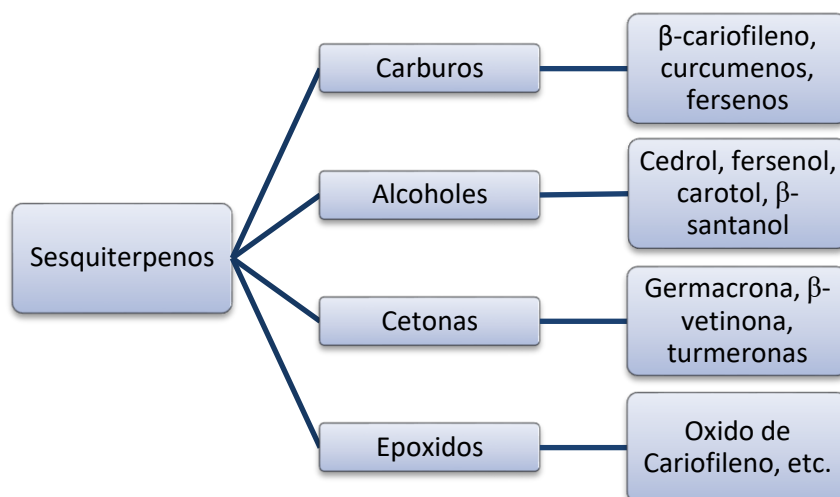 Sesquiterpenos
Carburos
β-cariofileno,
curcumenos,
fersenos
Alcoholes
Cedrol, fersenol,
carotol, β-
santanol
Cetonas
Germacrona, β-
vetinona,
turmeronas
Epoxidos
Oxido de
Cariofileno, etc.